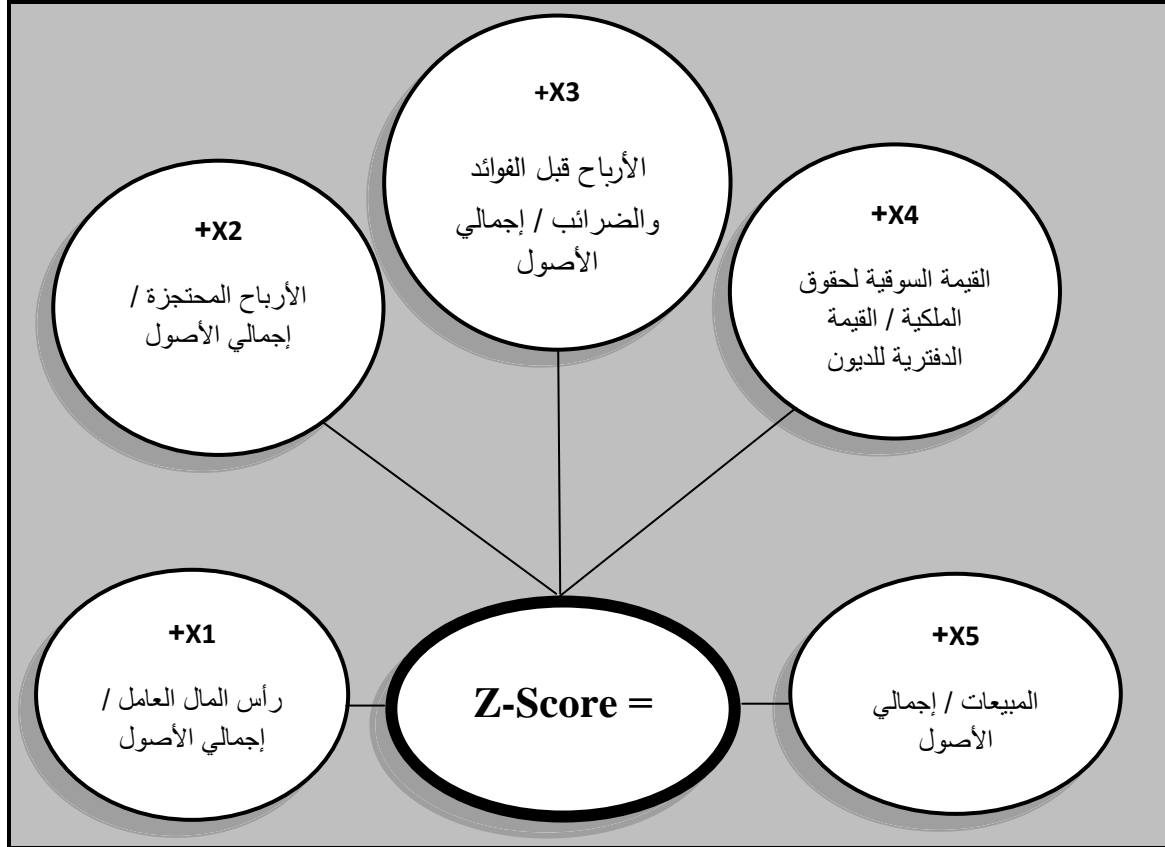 +X3
الأرباح قبل الفوائد
والضرائب / إجمالي
الأصول
+X2
الأرباح المحتجزة /
إجمالي الأصول
+X4
القيمة السوقية لحقوق
الملكية / القيمة
الدفترية للديون
+X1
رأس المال العامل /
إجمالي الأصول
Z-Score =
+X5
المبيعات / إجمالي
الأصول